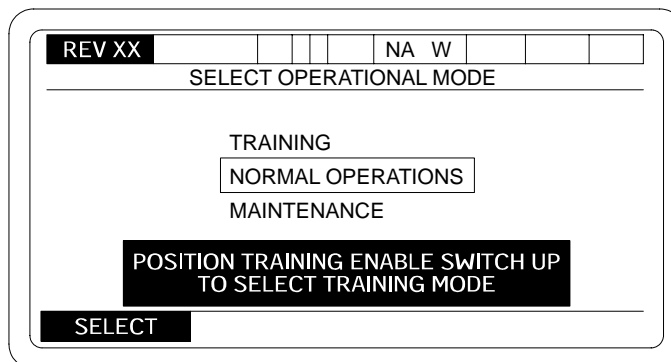 REV XX NA W
SELECT OPERATIONAL MODE
TRAINING
NORMAL OPERATIONS
MAINTENANCE
POSITION TRAINING ENABLE SWITCH UP
TO SELECT TRAINING MODE
SELECT